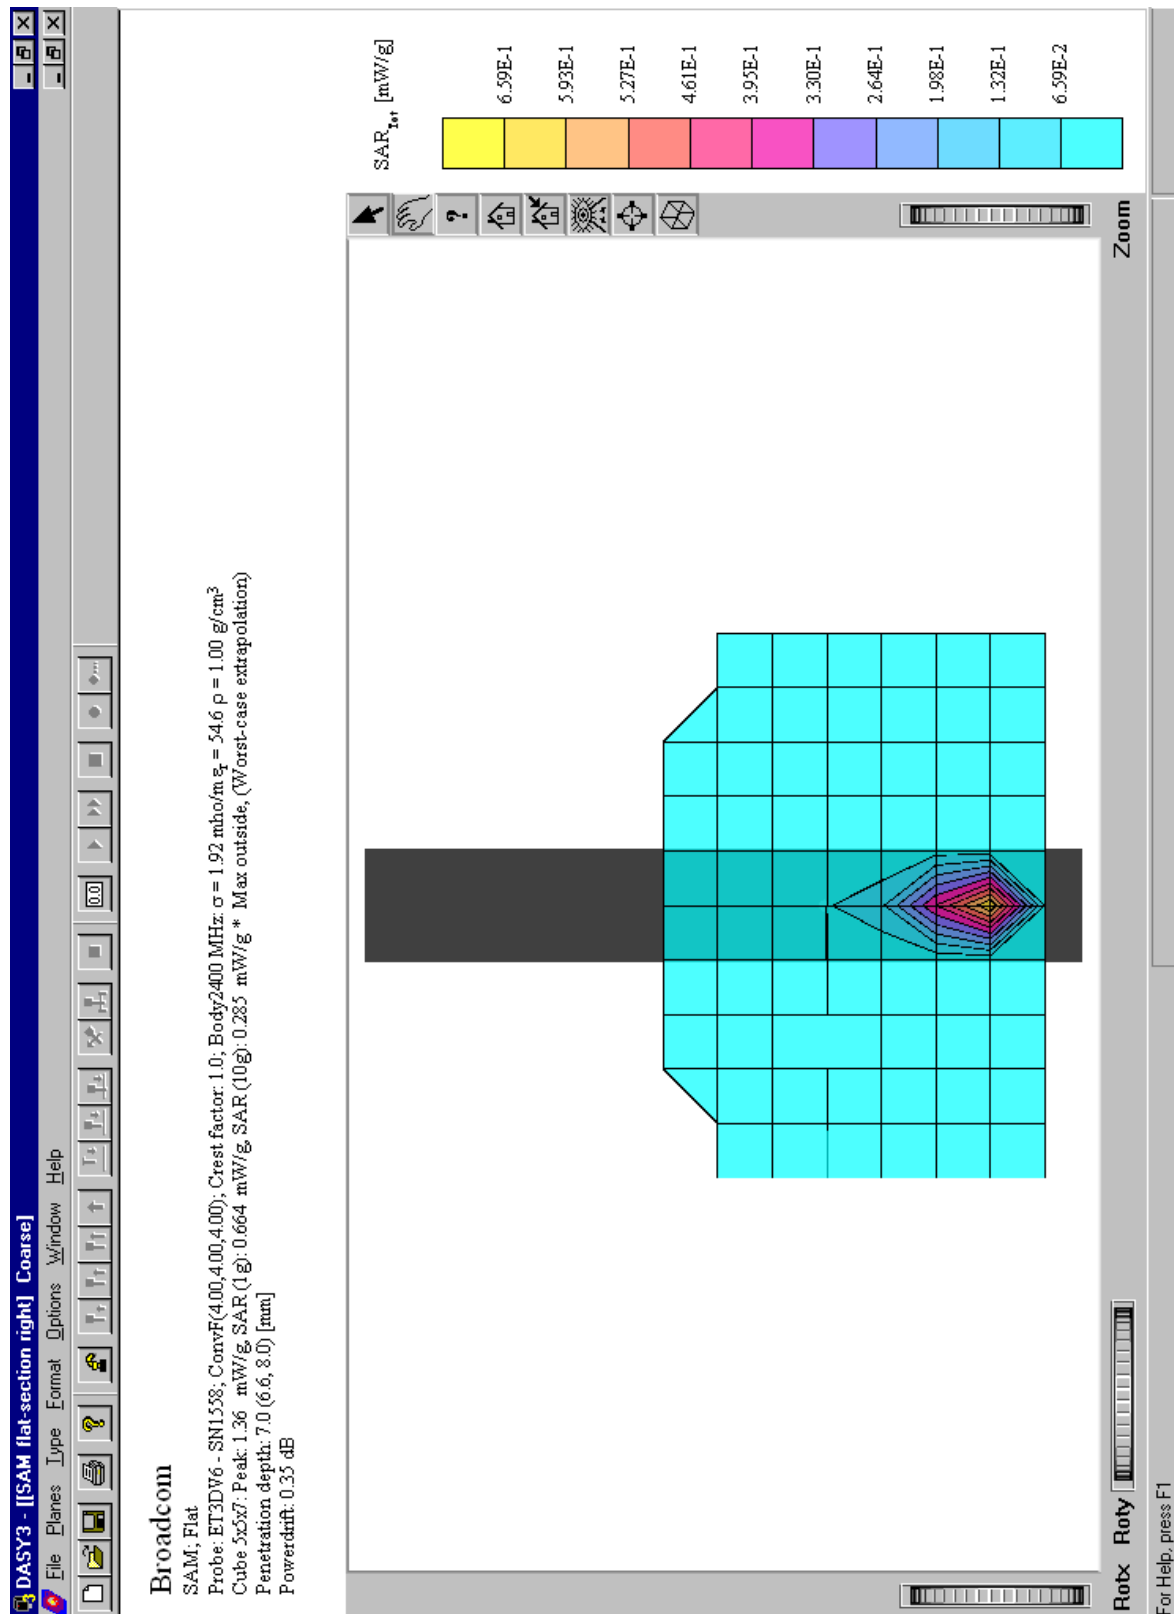 DASY3 - [[SAM flat-section right] Coarse]
File Planes Type Format Options Window Help
0.0
Broadcom
SAM; Flat
Probe: ET3DV6 - SN1558; ConvF(4.00,4.00,4.00); Crest factor: 1.0; Body2400 MHz: σ = 1.92 mho/m εr = 54.6 ρ = 1.00 g/cm³
Cube 5x5x7: Peak: 1.36 mW/g, SAR (1g): 0.664 mW/g, SAR (10g): 0.285 mW/g * Max outside, (Worst-case extrapolation)
Penetration depth: 7.0 (6.6, 8.0) [mm]
Powerdrift: 0.35 dB
SARTot [mW/g]
6.59E-1
5.93E-1
5.27E-1
4.61E-1
3.95E-1
3.30E-1
2.64E-1
1.98E-1
1.32E-1
6.59E-2
Rotx Roty Zoom
For Help, press F1